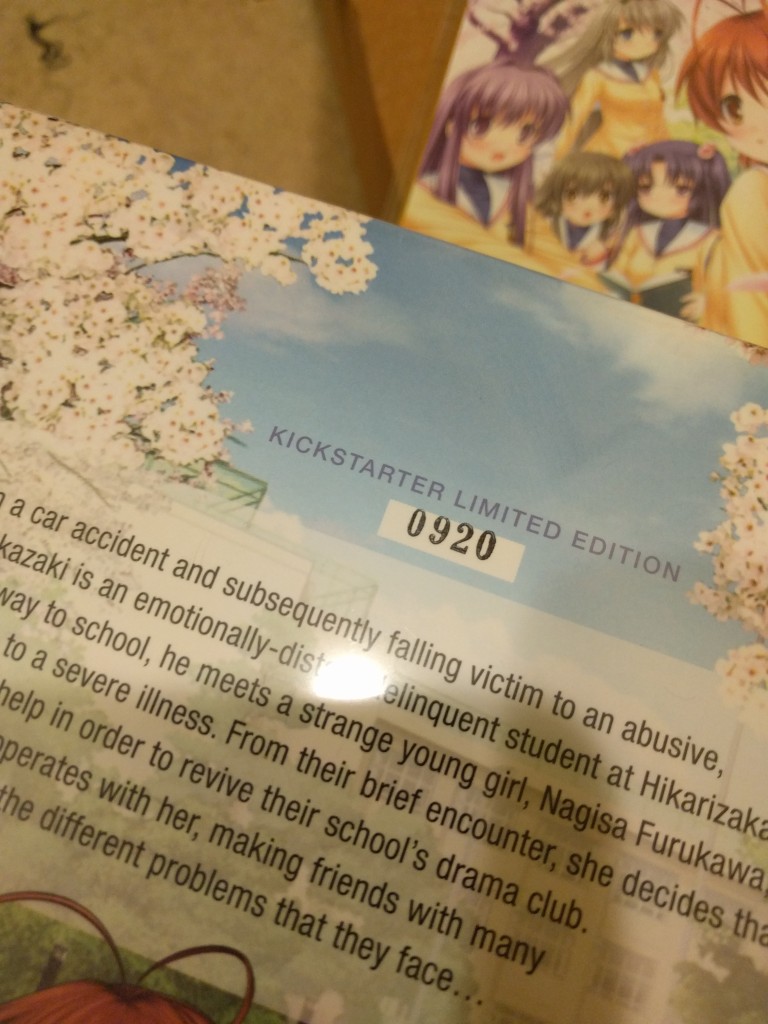 KICKSTARTER LIMITED EDITION
0920
a car accident and subsequently falling victim to an abusive,
kazaki is an emotionally-dist delinquent student at Hikarizaka
way to school, he meets a strange young girl, Nagisa Furukawa,
to a severe illness. From their brief encounter, she decides tha
help in order to revive their school's drama club.
operates with her, making friends with many
the different problems that they face...